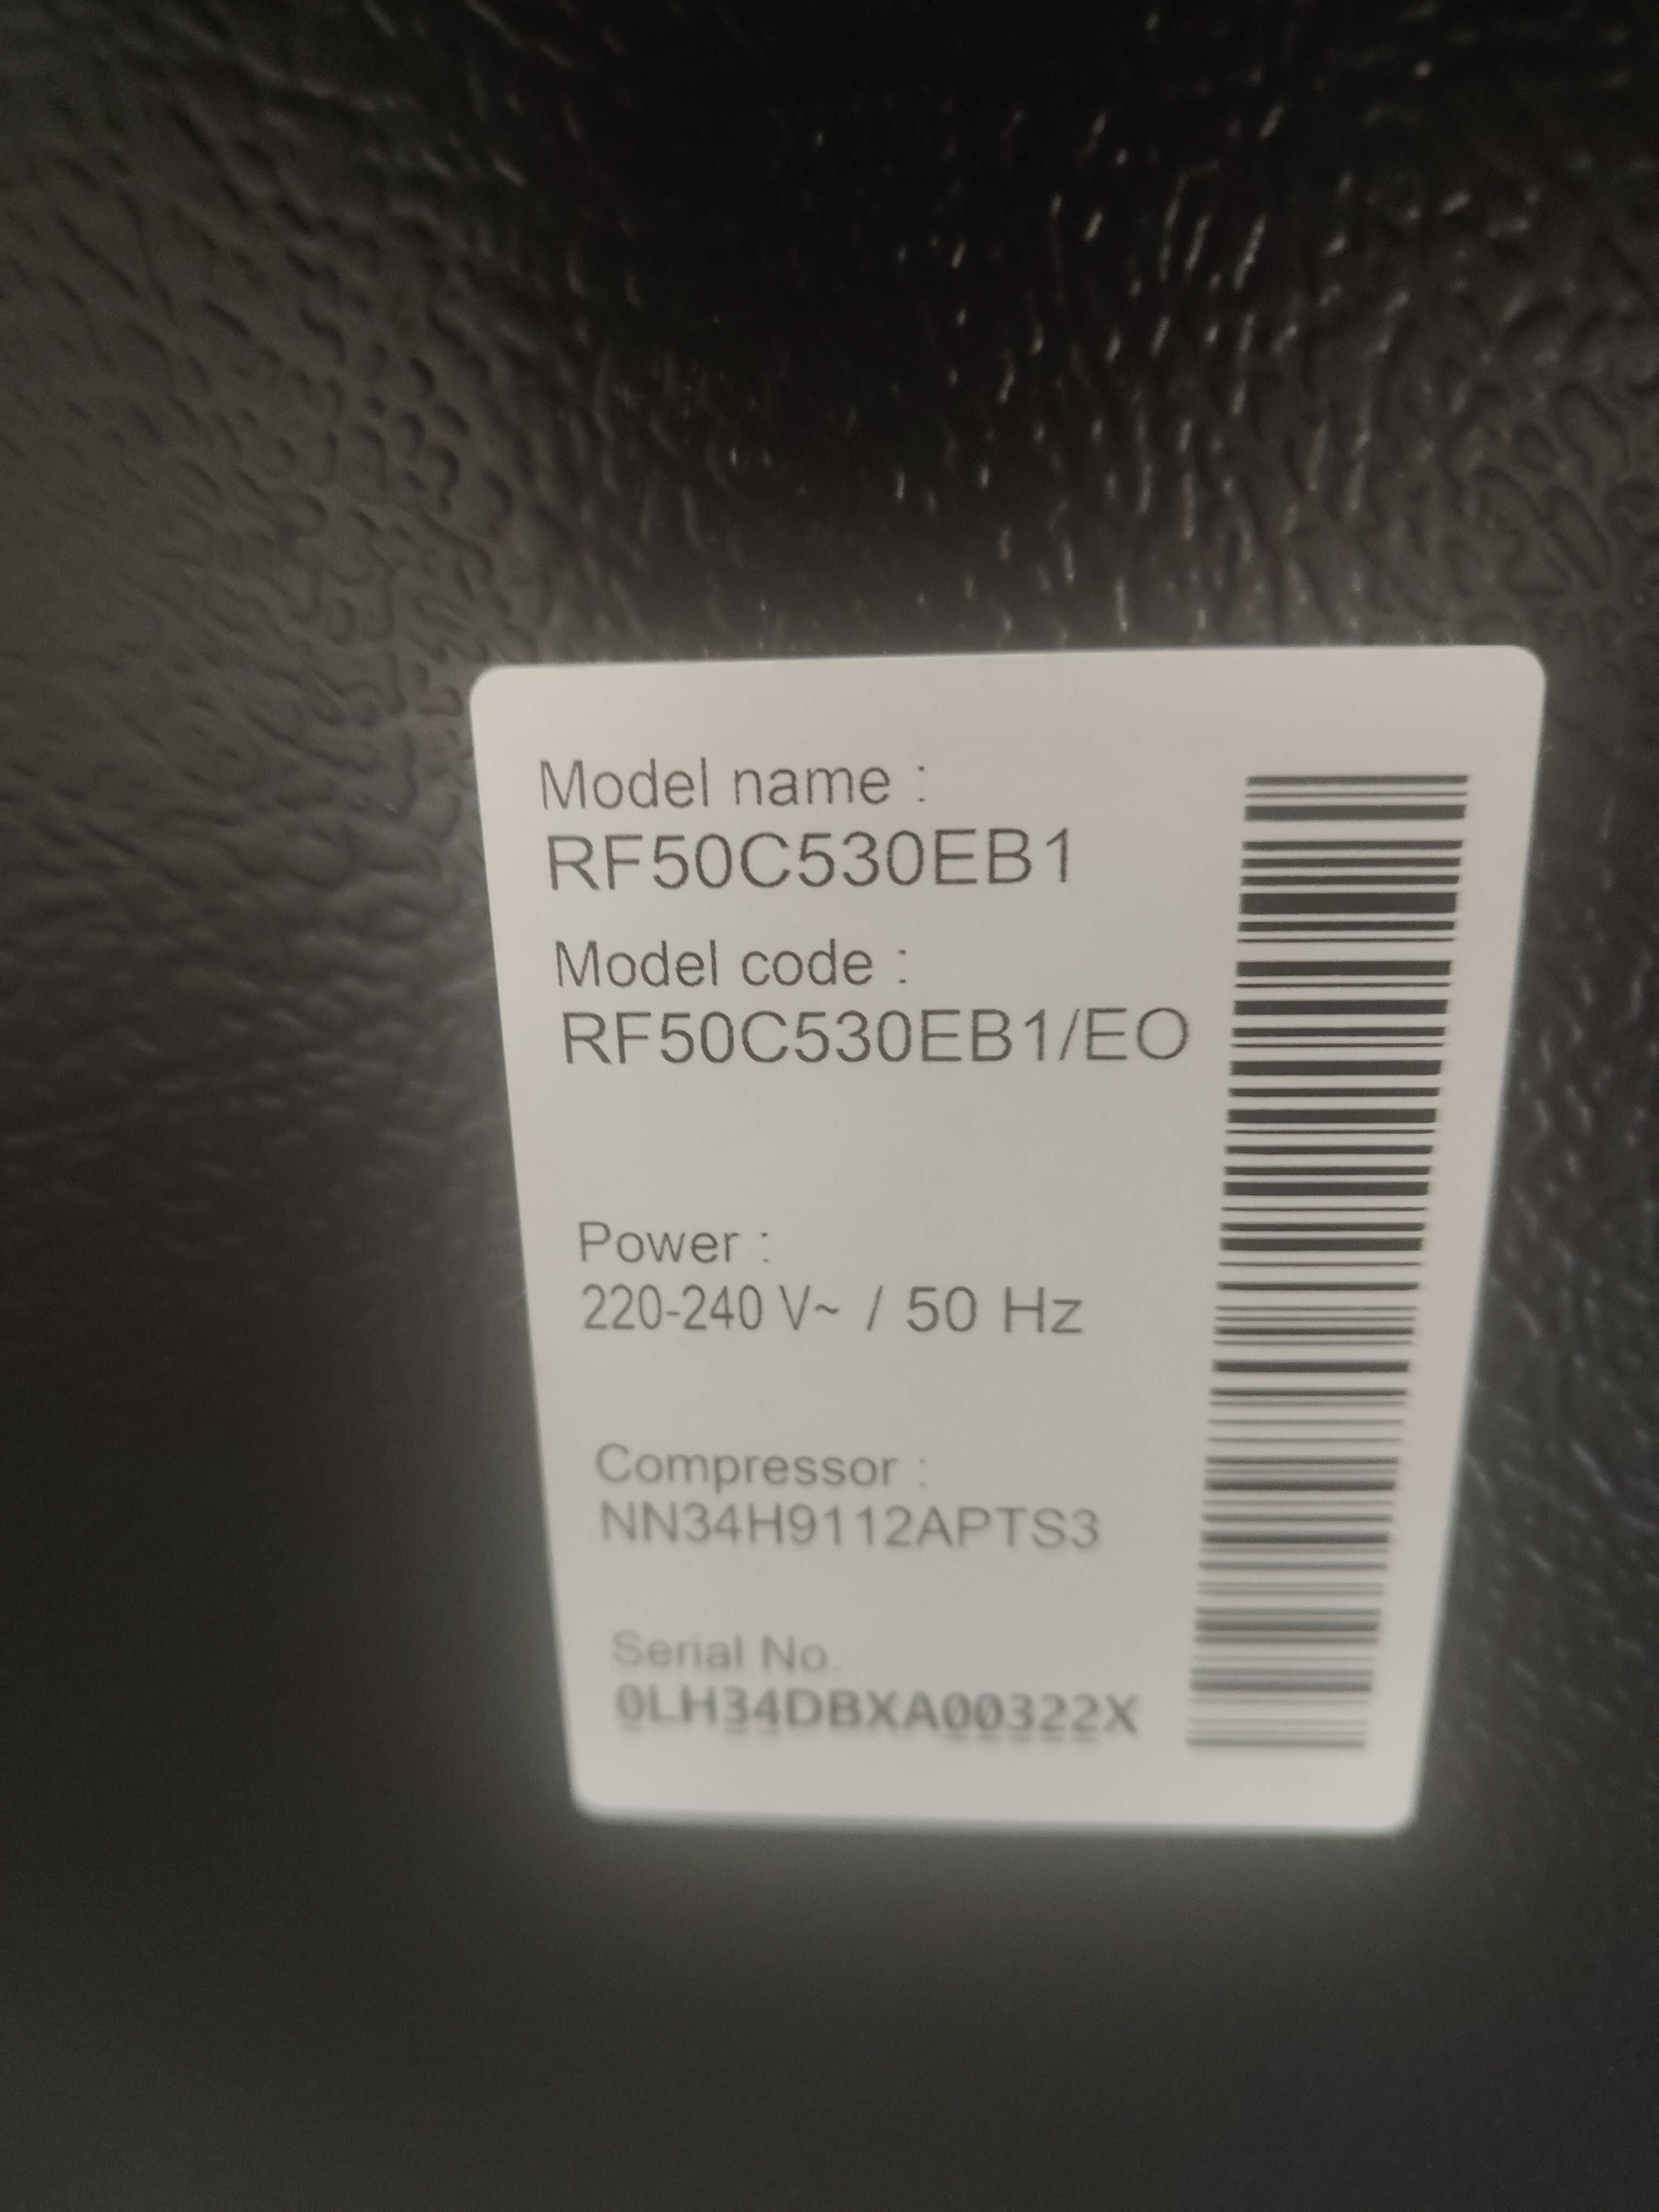 Model name :
RF50C530EB1
Model code :
RF50C530EB1/EO
Power :
220-240 V~ / 50 Hz
Compressor :
NN34H9112APTS3
Serial No.
0LH34DBXA00322X